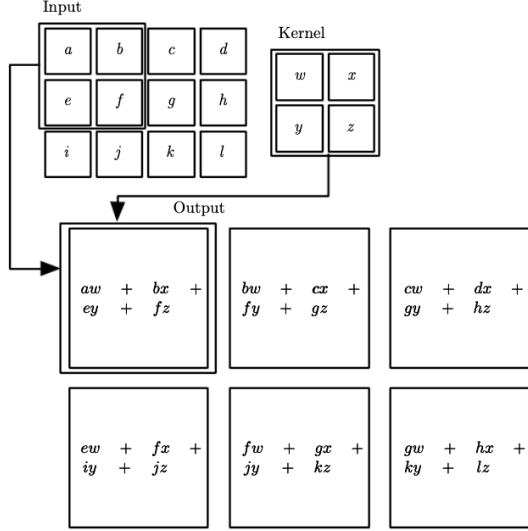 Input
Kernel
a b c d
w x
e f g h
y z
i j k l
Output
aw + bx + bw + cx + cw + dx +
ey + fz fy + gz gy + hz
ew + fx + fw + gx + gw + hx +
iy + jz jy + kz ky + lz